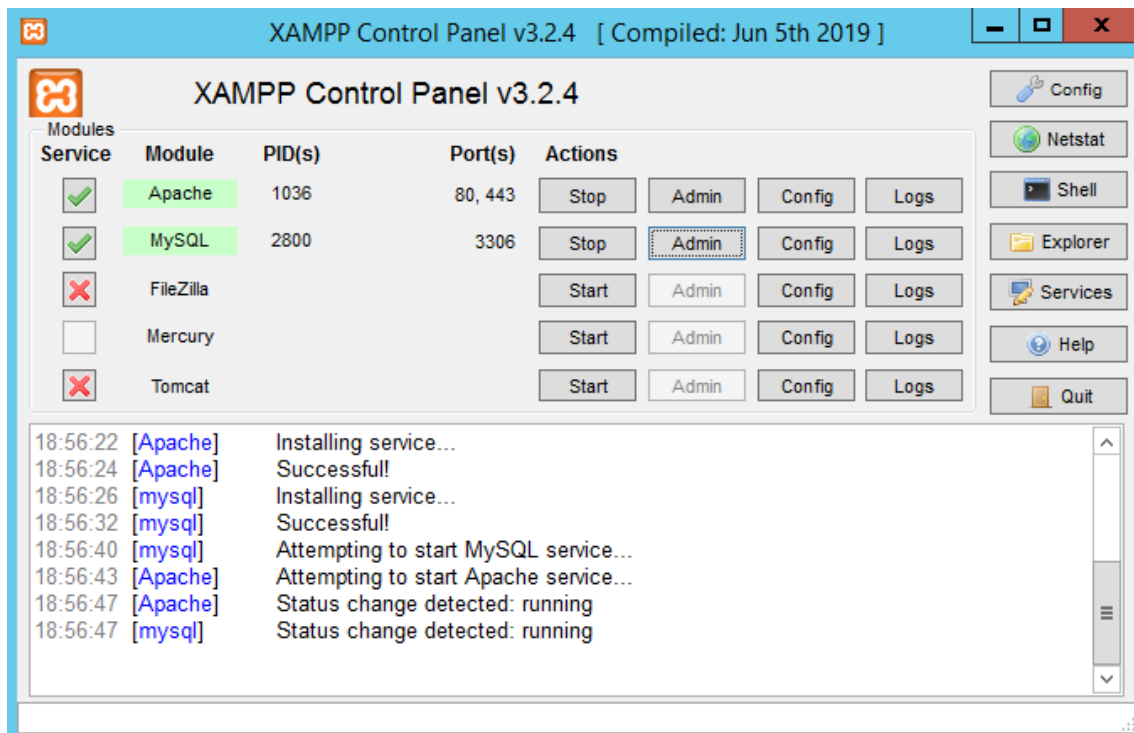 XAMPP Control Panel v3.2.4 [ Compiled: Jun 5th 2019 ]
XAMPP Control Panel v3.2.4
Config
Modules
Netstat
Service Module PID(s) Port(s) Actions
Apache 1036 80, 443 Stop Admin Config Logs
Shell
MySQL 2800 3306 Stop Admin Config Logs
Explorer
FileZilla Start Admin Config Logs
Services
Mercury Start Admin Config Logs
Help
Tomcat Start Admin Config Logs
Quit
18:56:22 [Apache] Installing service...
18:56:24 [Apache] Successful!
18:56:26 [mysql] Installing service...
18:56:32 [mysql] Successful!
18:56:40 [mysql] Attempting to start MySQL service...
18:56:43 [Apache] Attempting to start Apache service...
18:56:47 [Apache] Status change detected: running
18:56:47 [mysql] Status change detected: running